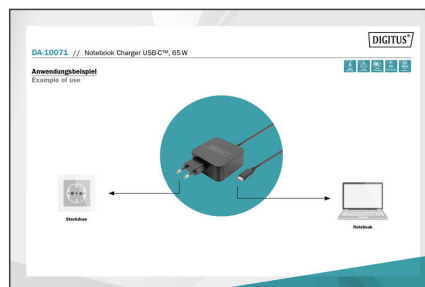 DIGITUS®
DA-10071 // Notebook Charger USB-C™, 65 W
Anwendungsbeispiel
Example of use
Steckdose
Notebook